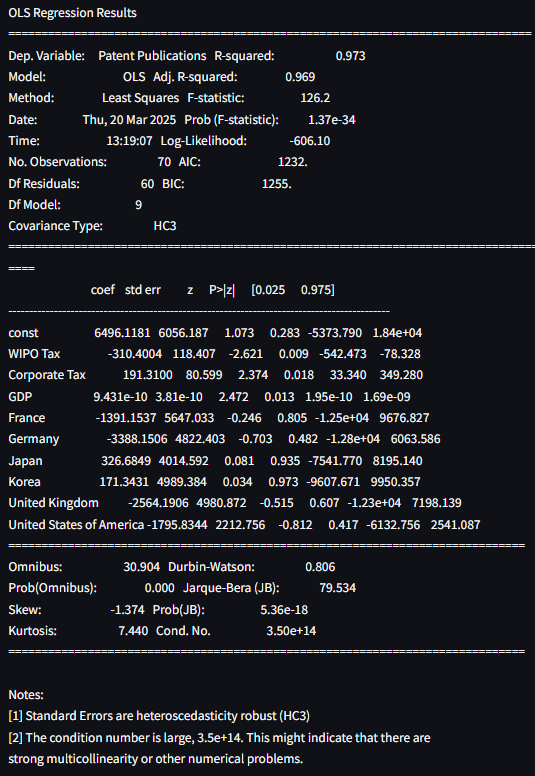 OLS Regression Results
==============================================================================
Dep. Variable: Patent Publications R-squared: 0.973
Model: OLS Adj. R-squared: 0.969
Method: Least Squares F-statistic: 126.2
Date: Thu, 20 Mar 2025 Prob (F-statistic): 1.37e-34
Time: 13:19:07 Log-Likelihood: -606.10
No. Observations: 70 AIC: 1232.
Df Residuals: 60 BIC: 1255.
Df Model: 9
Covariance Type: HC3
==============================================================================
====
coef std err z P>|z| [0.025 0.975]
------------------------------------------------------------------------------
const 6496.1181 6056.187 1.073 0.283 -5373.790 1.84e+04
WIPO Tax -310.4004 118.407 -2.621 0.009 -542.473 -78.328
Corporate Tax 191.3100 80.599 2.374 0.018 33.340 349.280
GDP 9.431e-10 3.81e-10 2.472 0.013 1.95e-10 1.69e-09
France -1391.1537 5647.033 -0.246 0.805 -1.25e+04 9676.827
Germany -3388.1506 4822.403 -0.703 0.482 -1.28e+04 6063.586
Japan 326.6849 4014.592 0.081 0.935 -7541.770 8195.140
Korea 171.3431 4989.384 0.034 0.973 -9607.671 9950.357
United Kingdom -2564.1906 4980.872 -0.515 0.607 -1.23e+04 7198.139
United States of America -1795.8344 2212.756 -0.812 0.417 -6132.756 2541.087
==============================================================================
Omnibus: 30.904 Durbin-Watson: 0.806
Prob(Omnibus): 0.000 Jarque-Bera (JB): 79.534
Skew: -1.374 Prob(JB): 5.36e-18
Kurtosis: 7.440 Cond. No. 3.50e+14
==============================================================================
Notes:
[1] Standard Errors are heteroscedasticity robust (HC3)
[2] The condition number is large, 3.5e+14. This might indicate that there are
strong multicollinearity or other numerical problems.